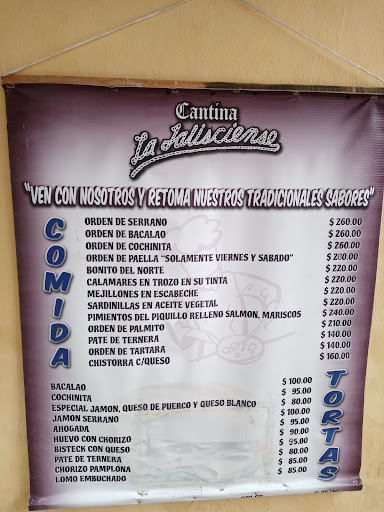 Cantina
La Jalisciense
"VEN CON NOSOTROS Y RETOMA NUESTROS TRADICIONALES SABORES"
COMIDA
ORDEN DE SERRANO $ 260.00
ORDEN DE BACALAO $ 260.00
ORDEN DE COCHINITA $ 260.00
ORDEN DE PAELLA "SOLAMENTE VIERNES Y SABADO" $ 200.00
BONITO DEL NORTE $ 220.00
CALAMARES EN TROZO EN SU TINTA $ 220.00
MEJILLONES EN ESCABECHE $ 220.00
SARDINILLAS EN ACEITE VEGETAL $ 220.00
PIMIENTOS DEL PIQUILLO RELLENO SALMON, MARISCOS $ 240.00
ORDEN DE PALMITO $ 210.00
PATE DE TERNERA $ 140.00
ORDEN DE TARTARA $ 140.00
CHISTORRA C/QUESO $ 160.00
TORTAS
BACALAO $ 100.00
COCHINITA $ 95.00
ESPECIAL JAMON, QUESO DE PUERCO Y QUESO BLANCO $ 80.00
JAMON SERRANO $ 100.00
AHOGADA $ 95.00
HUEVO CON CHORIZO $ 90.00
BISTECK CON QUESO $ 95.00
PATE DE TERNERA $ 80.00
CHORIZO PAMPLONA $ 85.00
LOMO EMBUCHADO $ 85.00